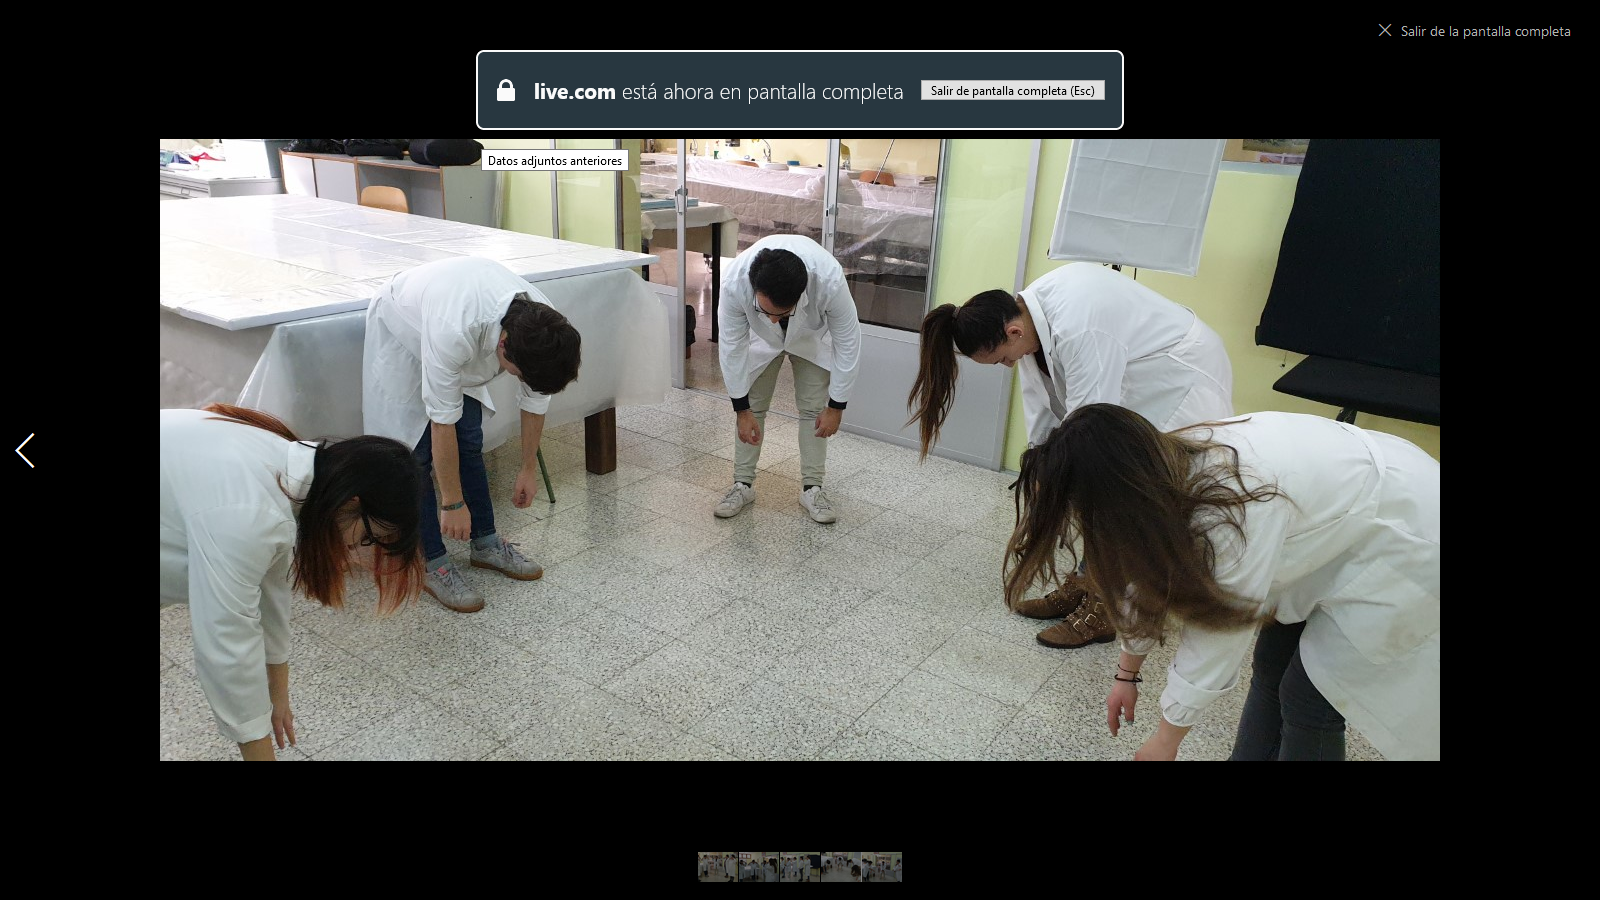 Salir de la pantalla completa
live.com está ahora en pantalla completa
Salir de pantalla completa (Esc)
Datos adjuntos anteriores